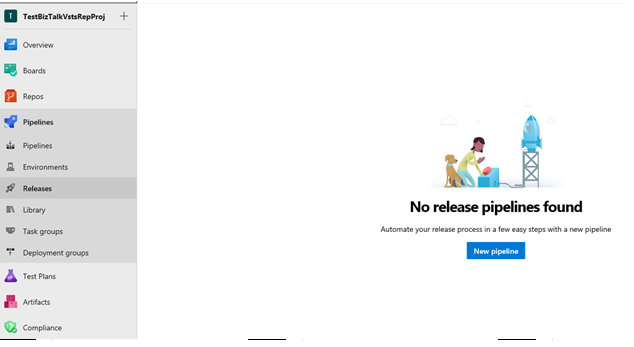 T TestBizTalkVstsRepProj +
Overview
Boards
Repos
Pipelines
Pipelines
Environments
Releases
Library
Task groups
Deployment groups
Test Plans
Artifacts
Compliance
No release pipelines found
Automate your release process in a few easy steps with a new pipeline
New pipeline